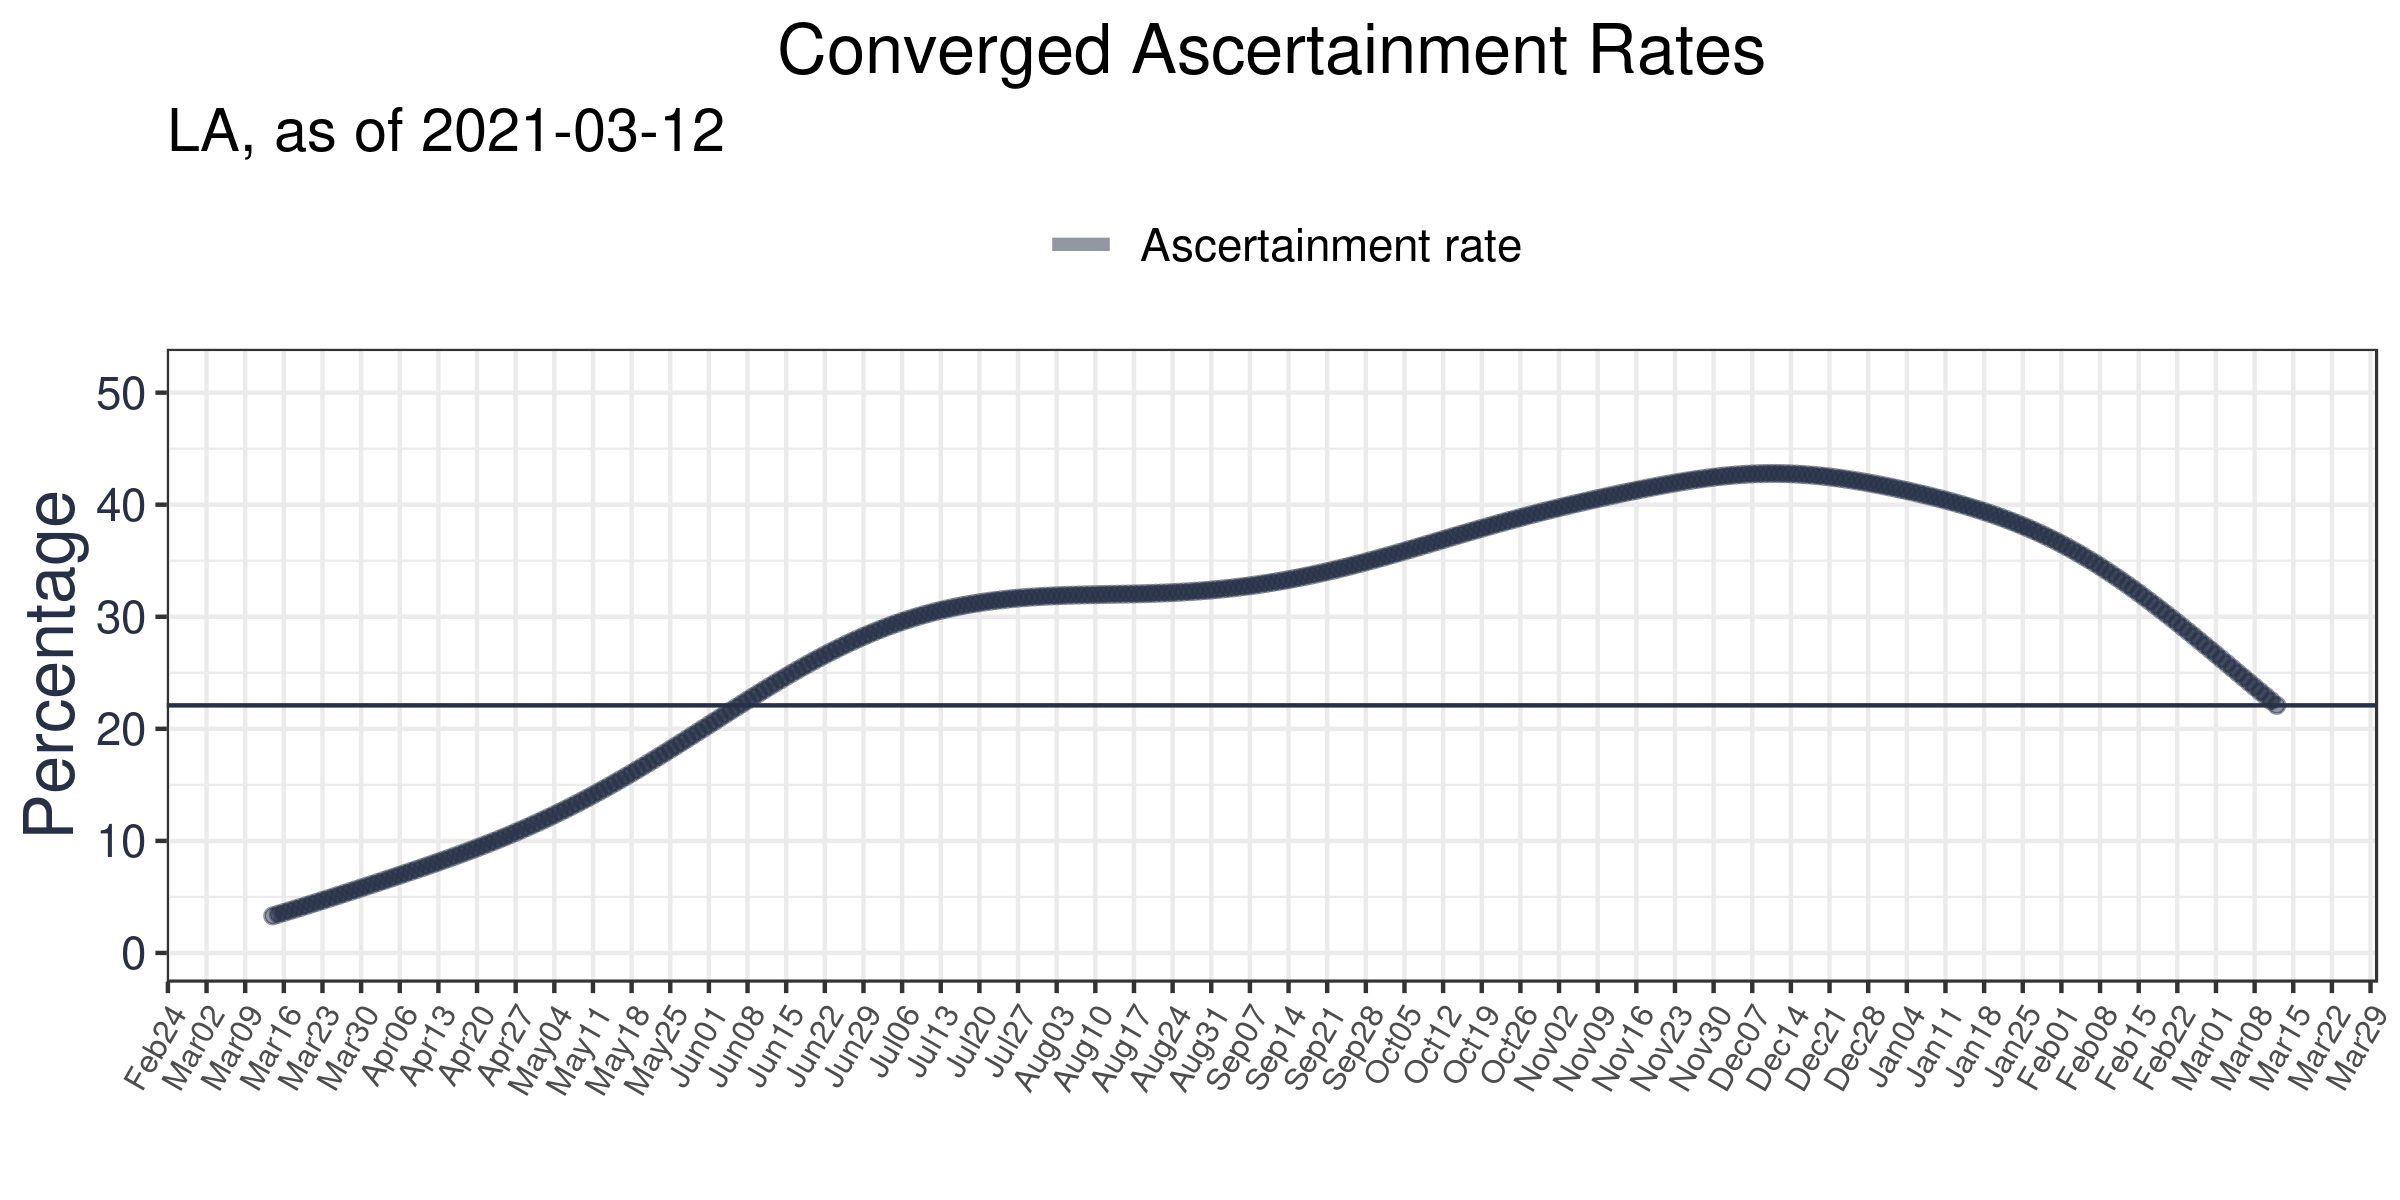 Converged Ascertainment Rates
LA, as of 2021-03-12
Ascertainment rate
Percentage
50
40
30
20
10
0
Feb24
Mar02
Mar09
Mar16
Mar23
Mar30
Apr06
Apr13
Apr20
Apr27
May04
May11
May18
May25
Jun01
Jun08
Jun15
Jun22
Jun29
Jul06
Jul13
Jul20
Jul27
Aug03
Aug10
Aug17
Aug24
Aug31
Sep07
Sep14
Sep21
Sep28
Oct05
Oct12
Oct19
Oct26
Nov02
Nov09
Nov16
Nov23
Nov30
Dec07
Dec14
Dec21
Dec28
Jan04
Jan11
Jan18
Jan25
Feb01
Feb08
Feb15
Feb22
Mar01
Mar08
Mar15
Mar22
Mar29